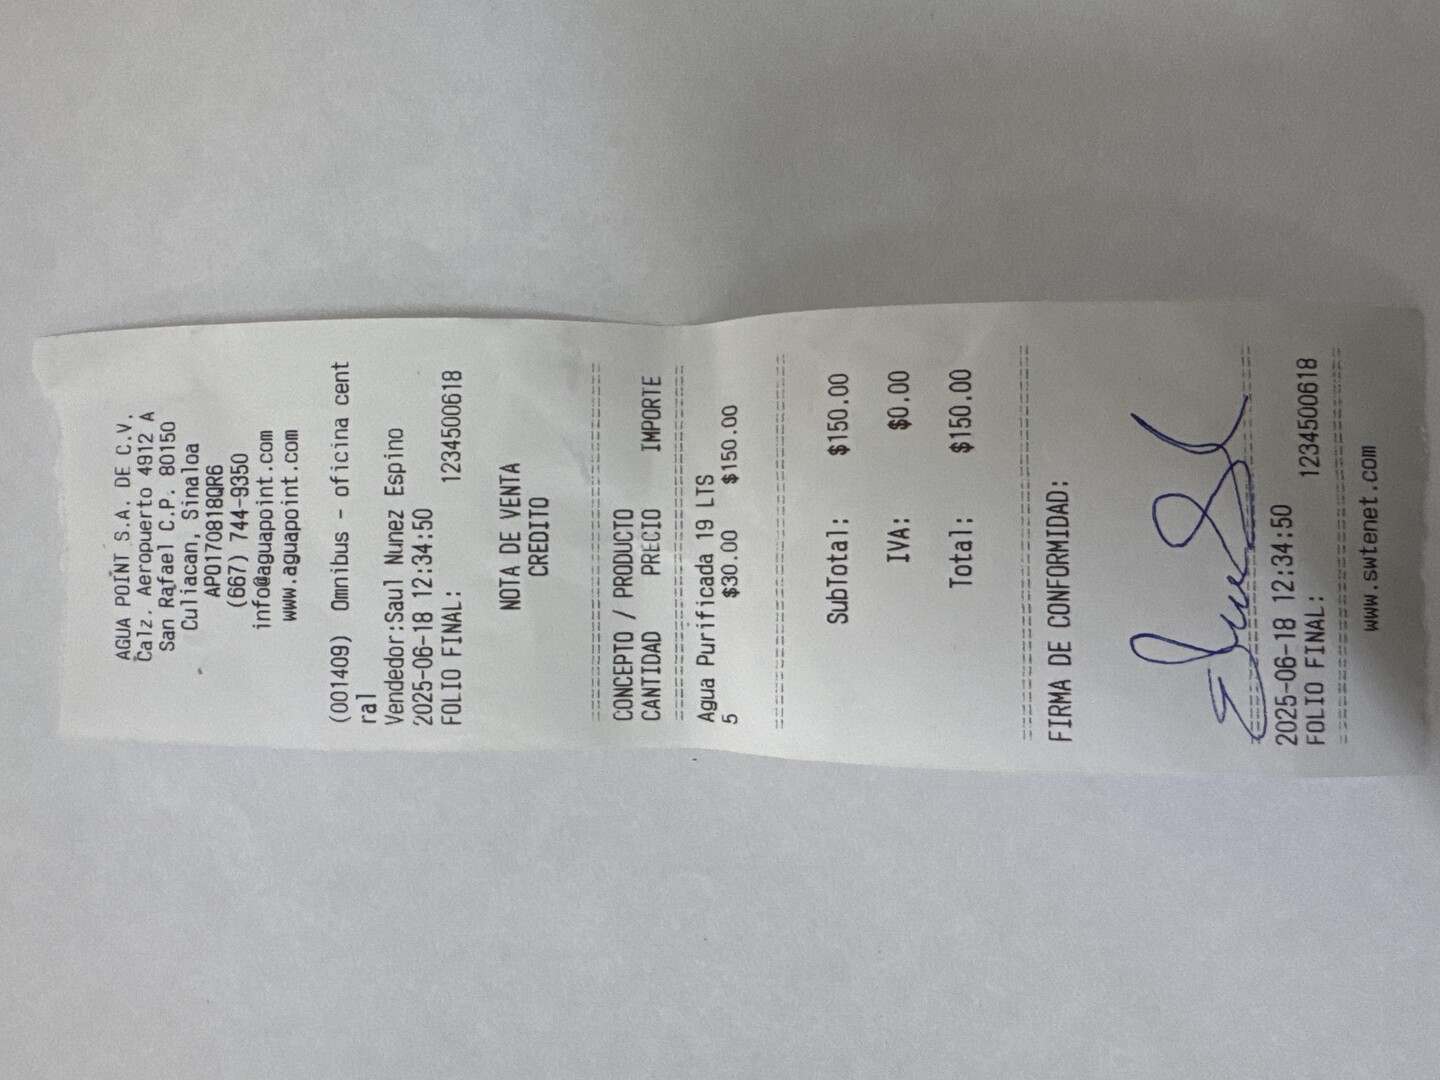 AGUA POINT S.A. DE C.V.
Calz. Aeropuerto 4912 A
San Rafael C.P. 80150
Culiacan, Sinaloa
APO170818QR6
(667) 744-9350
info@aguapoint.com
www.aguapoint.com
(001409) Omnibus - oficina cent
ral
Vendedor:Saul Nunez Espino
2025-06-18 12:34:50
FOLIO FINAL: 1234500618
NOTA DE VENTA
CREDITO
CONCEPTO / PRODUCTO
CANTIDAD PRECIO IMPORTE
Agua Purificada 19 LTS
5 $30.00 $150.00
SubTotal: $150.00
IVA: $0.00
Total: $150.00
FIRMA DE CONFORMIDAD:
2025-06-18 12:34:50
FOLIO FINAL: 1234500618
www.swtenet.com